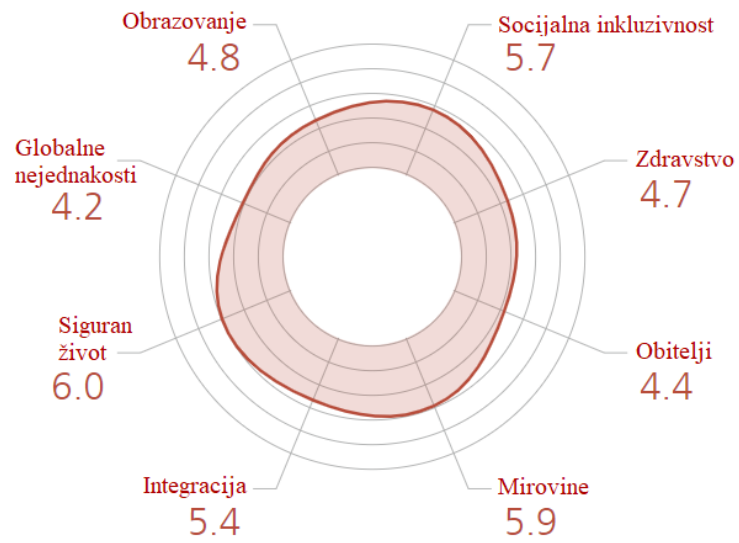 Obrazovanje
4.8
Socijalna inkluzivnost
5.7
Globalne
nejednakosti
4.2
Zdravstvo
4.7
Siguran
život
6.0
Obitelji
4.4
Integracija
5.4
Mirovine
5.9